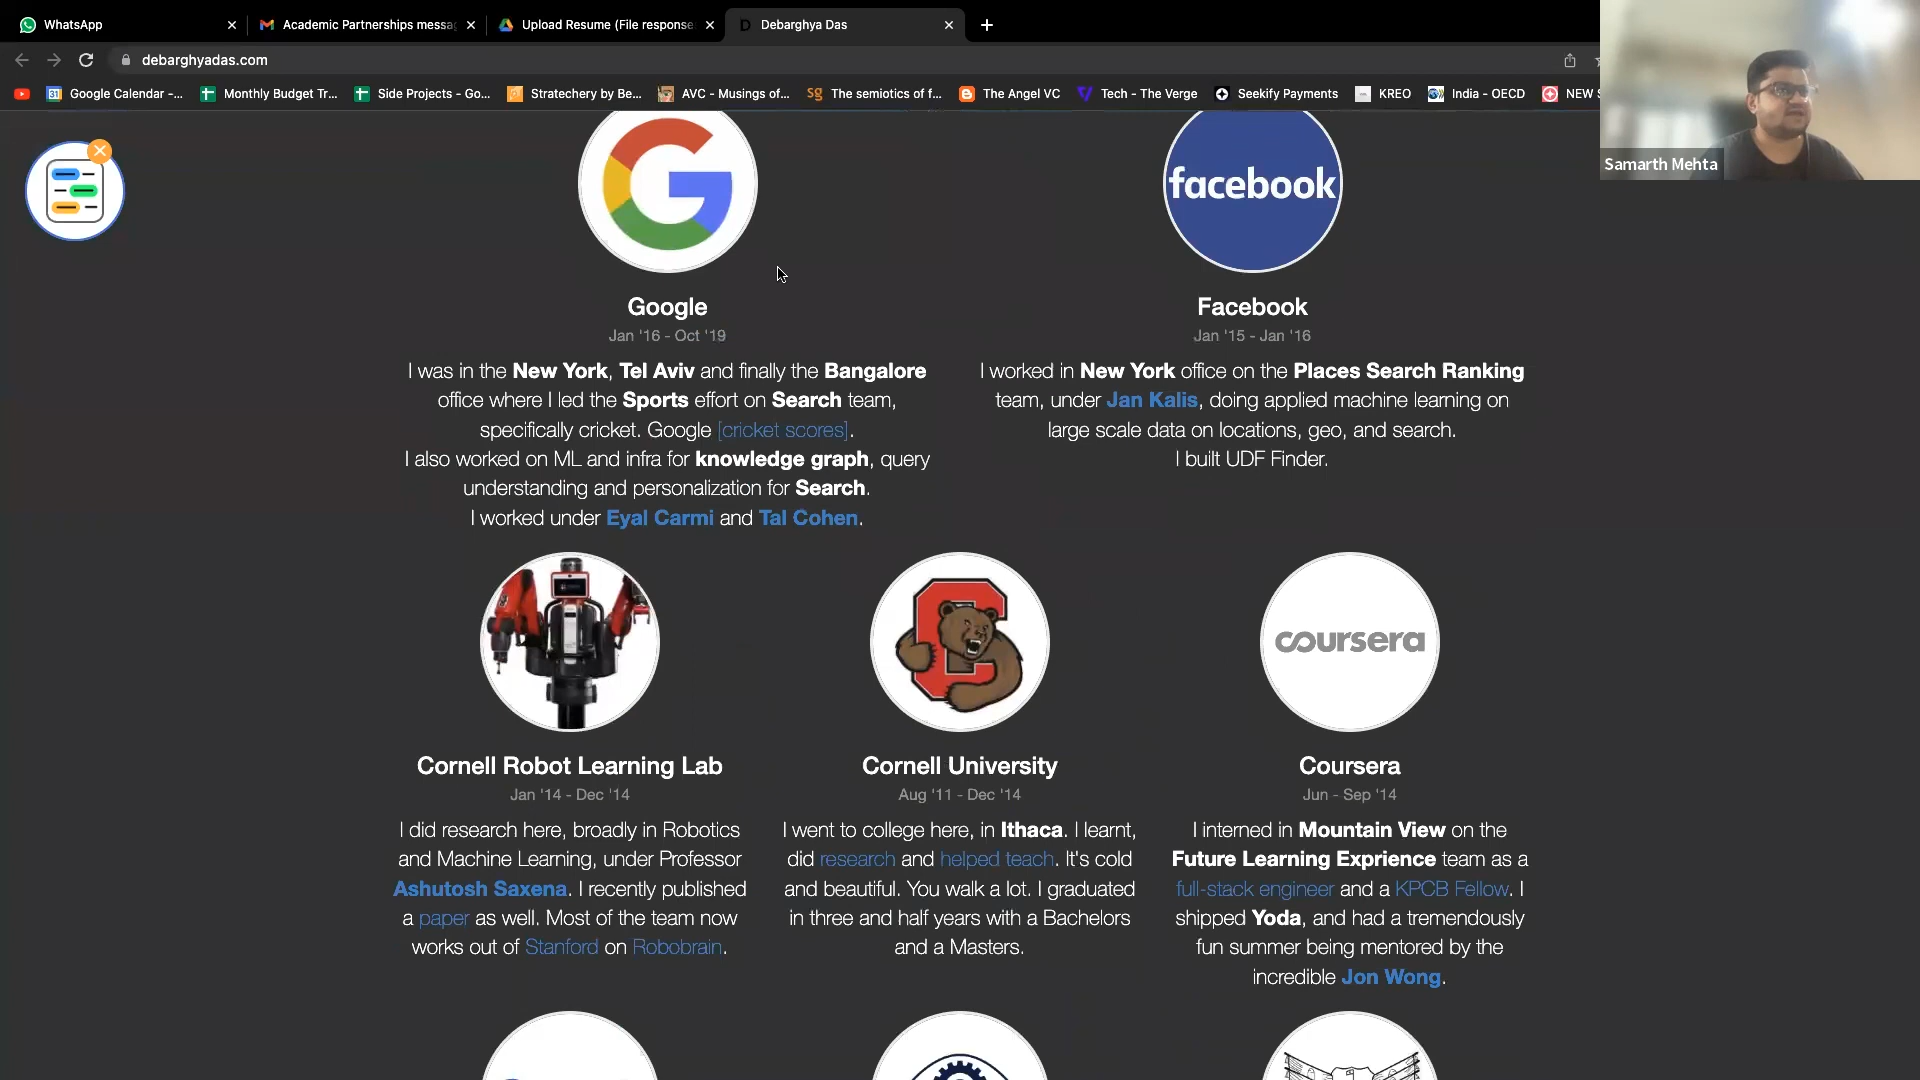 WhatsApp
Academic Partnerships messag
Upload Resume (File response
D Debarghya Das
debarghyadas.com
31 Google Calendar -...
Monthly Budget Tr...
Side Projects - Go...
Stratechery by Be...
AVC - Musings of...
sg The semiotics of f...
The Angel VC
Tech - The Verge
Seekify Payments
KREO
India - OECD
NEW S
Samarth Mehta
facebook
Google
Jan '16 - Oct '19
I was in the New York, Tel Aviv and finally the Bangalore
office where I led the Sports effort on Search team,
specifically cricket. Google [cricket scores].
I also worked on ML and infra for knowledge graph, query
understanding and personalization for Search.
I worked under Eyal Carmi and Tal Cohen.
Facebook
Jan '15 - Jan '16
I worked in New York office on the Places Search Ranking
team, under Jan Kalis, doing applied machine learning on
large scale data on locations, geo, and search.
I built UDF Finder.
Cornell Robot Learning Lab
Jan '14 - Dec '14
I did research here, broadly in Robotics
and Machine Learning, under Professor
Ashutosh Saxena. I recently published
a paper as well. Most of the team now
works out of Stanford on Robobrain.
Cornell University
Aug '11 - Dec '14
I went to college here, in Ithaca. I learnt,
did research and helped teach. It's cold
and beautiful. You walk a lot. I graduated
in three and half years with a Bachelors
and a Masters.
coursera
Coursera
Jun - Sep '14
I interned in Mountain View on the
Future Learning Exprience team as a
full-stack engineer and a KPCB Fellow. I
shipped Yoda, and had a tremendously
fun summer being mentored by the
incredible Jon Wong.